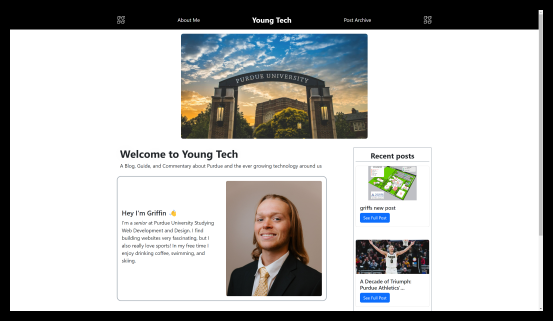 About Me
Young Tech
Post Archive
PURDUE UNIVERSITY
Welcome to Young Tech
A Blog, Guide, and Commentary about Purdue and the ever growing technology around us
Hey I'm Griffin 👋
I'm a senior at Purdue University Studying
Web Development and Design. I find
building websites very fascinating, but I
also really love sports! In my free time I
enjoy drinking coffee, swimming, and
skiing.
Recent posts
griffs new post
See Full Post
A Decade of Triumph:
Purdue Athletics'...
See Full Post